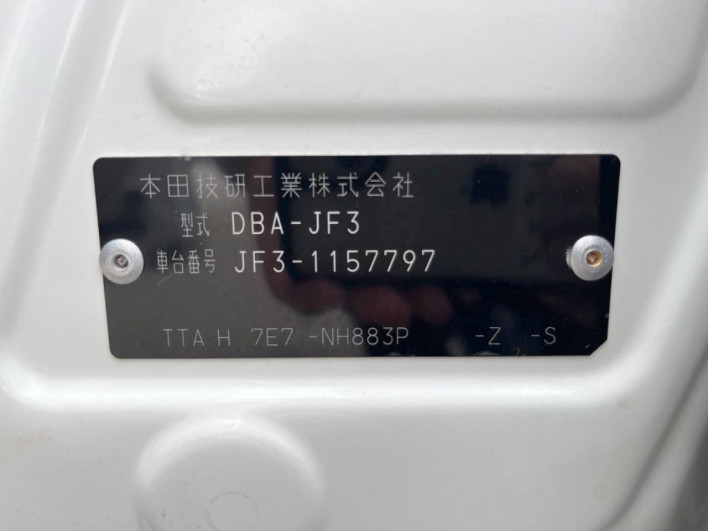 本田技研工業株式会社
型式 DBA-JF3
車台番号 JF3-1157797
TTA H 7E7 -NH883P -Z -S